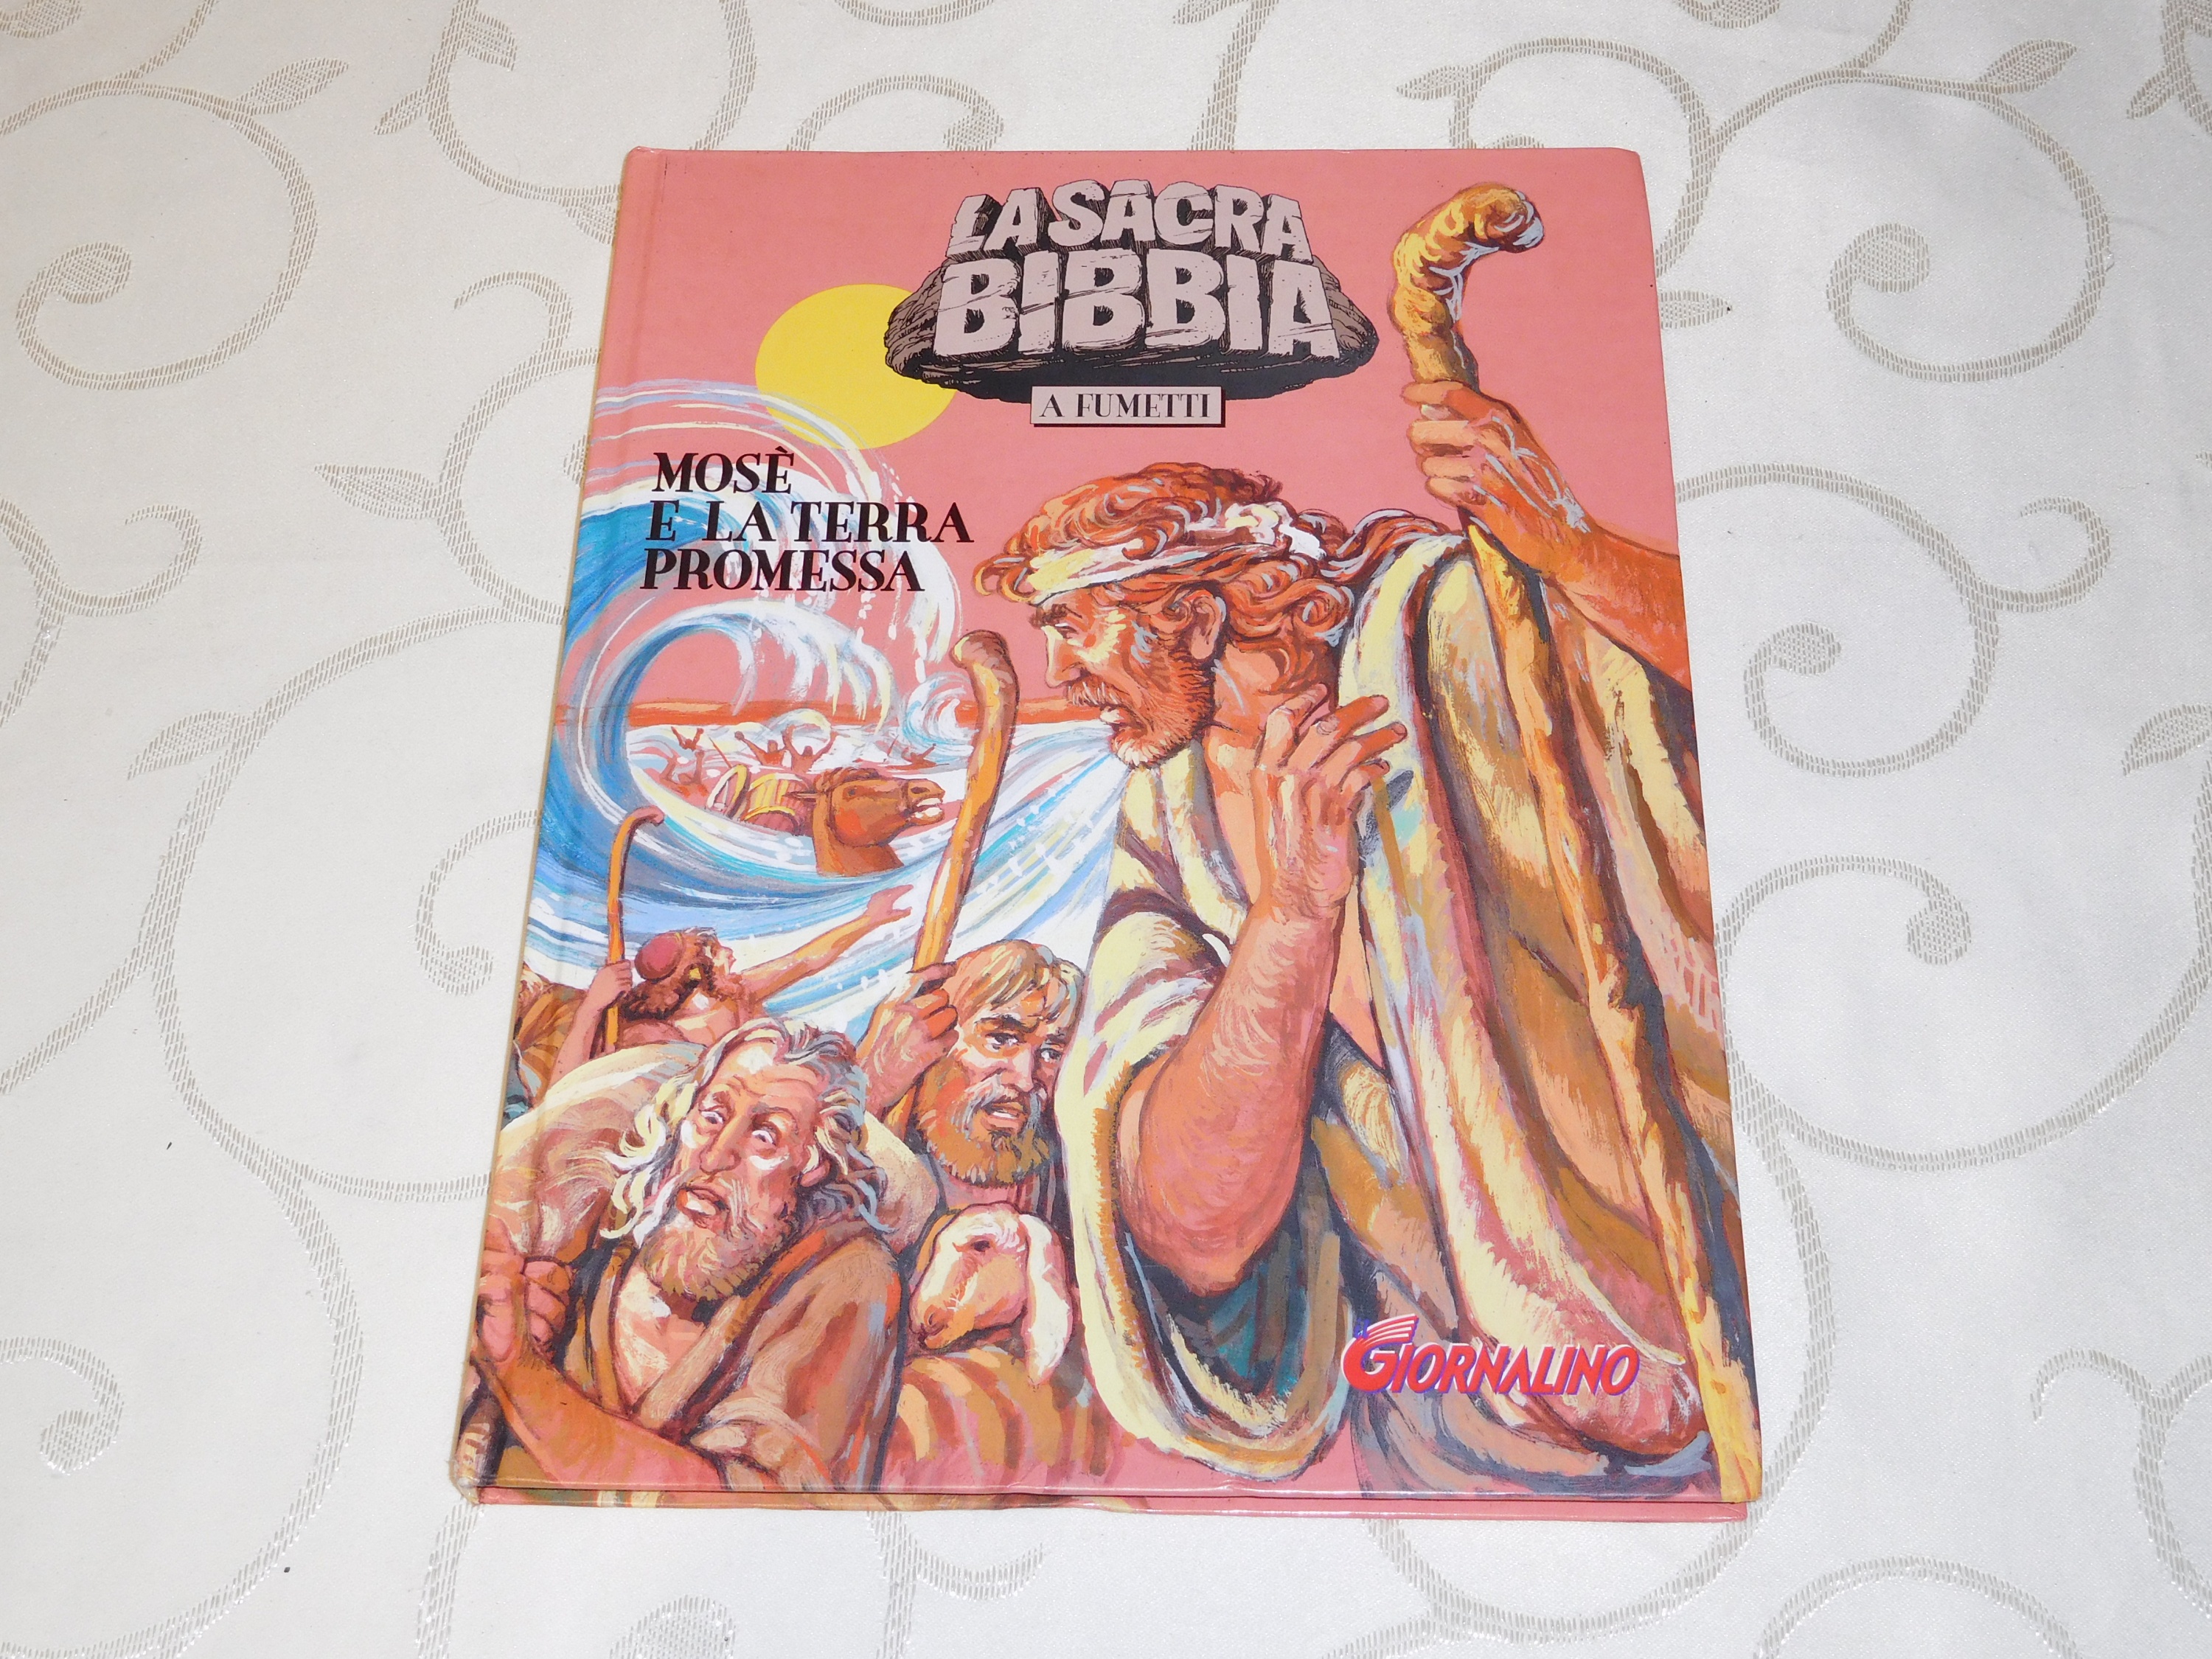 LA SACRA
BIBBIA
A FUMETTI
MOSÈ
E LA TERRA
PROMESSA
GIORNALINO